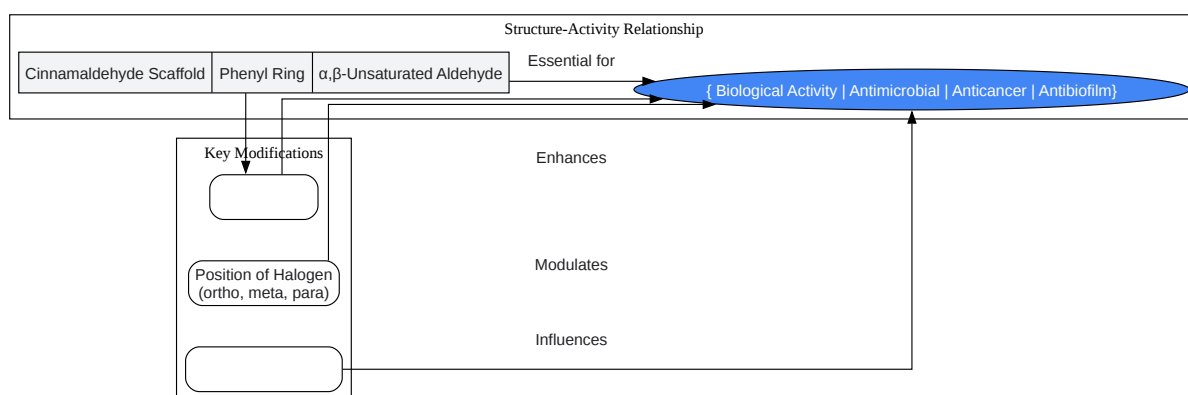 Structure-Activity Relationship
Cinnamaldehyde Scaffold
Phenyl Ring
α,β-Unsaturated Aldehyde
Essential for
{ Biological Activity | Antimicrobial | Anticancer | Antibiofilm}
Key Modifications
Enhances
Position of Halogen
(ortho, meta, para)
Modulates
Influences